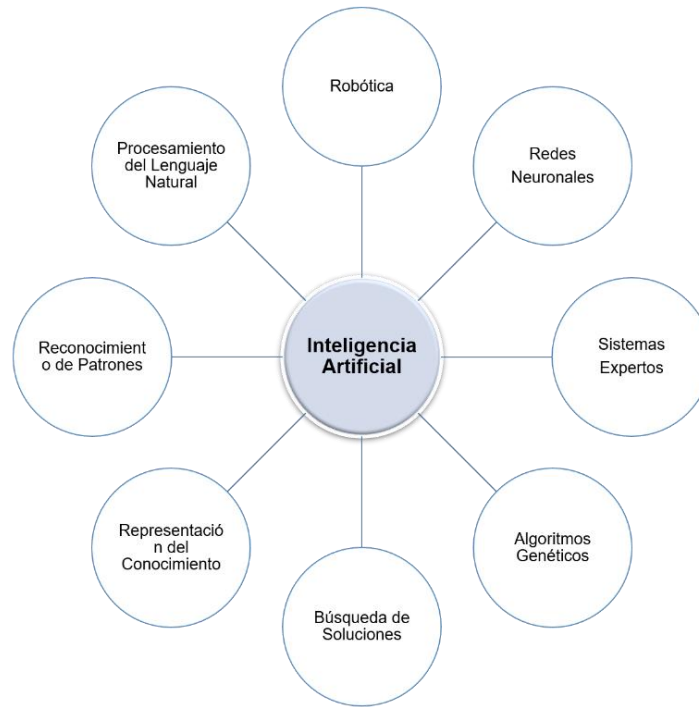 Robótica
Procesamiento
del Lenguaje
Natural
Redes
Neuronales
Inteligencia
Artificial
Reconocimient
o de Patrones
Sistemas
Expertos
Representació
n del
Conocimiento
Algoritmos
Genéticos
Búsqueda de
Soluciones